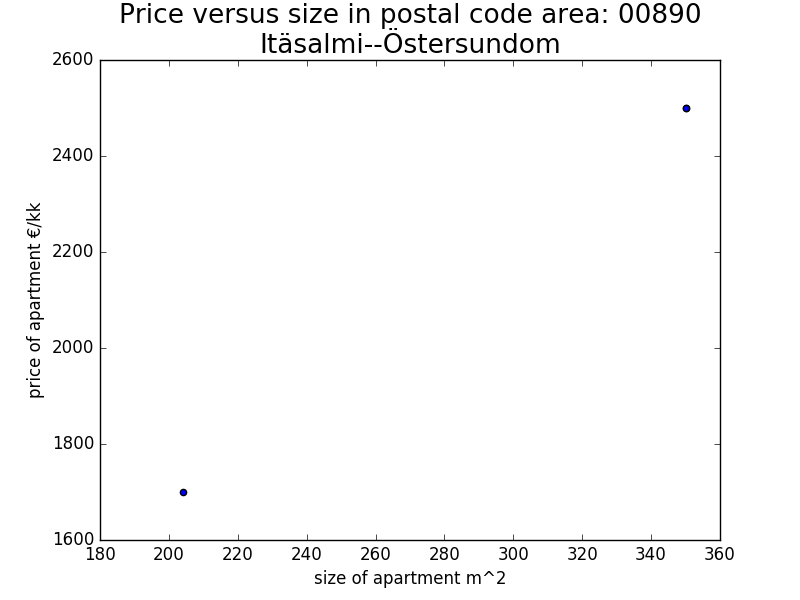 Price versus size in postal code area: 00890
Itäsalmi--Östersundom
2600
2400
2200
2000
1800
1600
price of apartment €/kk
180 200 220 240 260 280 300 320 340 360
size of apartment m^2